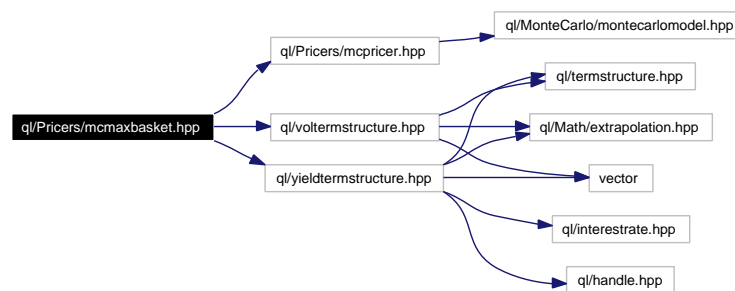 ql/Pricers/mcmaxbasket.hpp
ql/Pricers/mcpricer.hpp
ql/voltermstructure.hpp
ql/yieldtermstructure.hpp
ql/MonteCarlo/montecarlomodel.hpp
ql/termstructure.hpp
ql/Math/extrapolation.hpp
vector
ql/interestrate.hpp
ql/handle.hpp